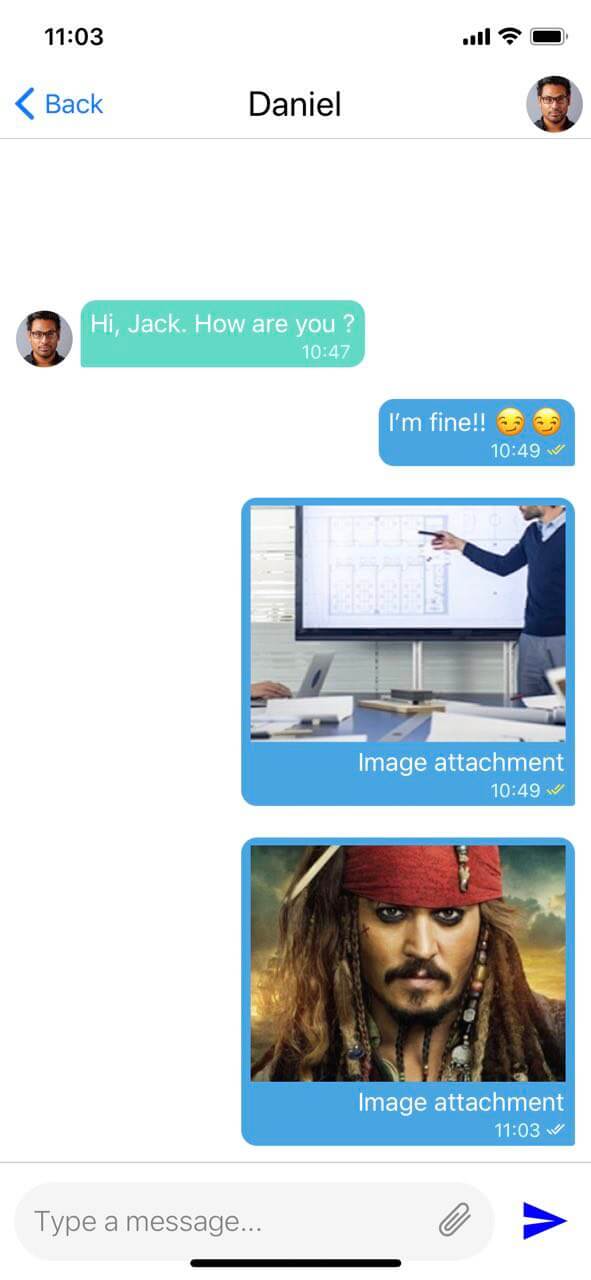 11:03
Back
Daniel
Hi, Jack. How are you ?
10:47
I'm fine!! 😏 😏
10:49
Image attachment
10:49
Image attachment
11:03
Type a message...